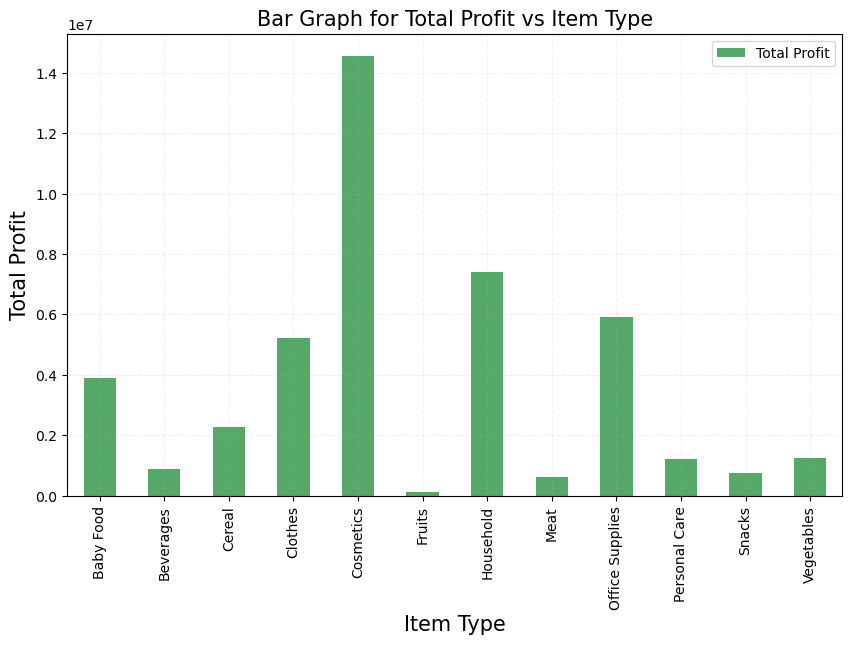 Bar Graph for Total Profit vs Item Type
1e7
Total Profit
1.4
1.2
1.0
0.8
0.6
0.4
0.2
0.0
Total Profit
Baby Food
Beverages
Cereal
Clothes
Cosmetics
Fruits
Household
Meat
Office Supplies
Personal Care
Snacks
Vegetables
Item Type